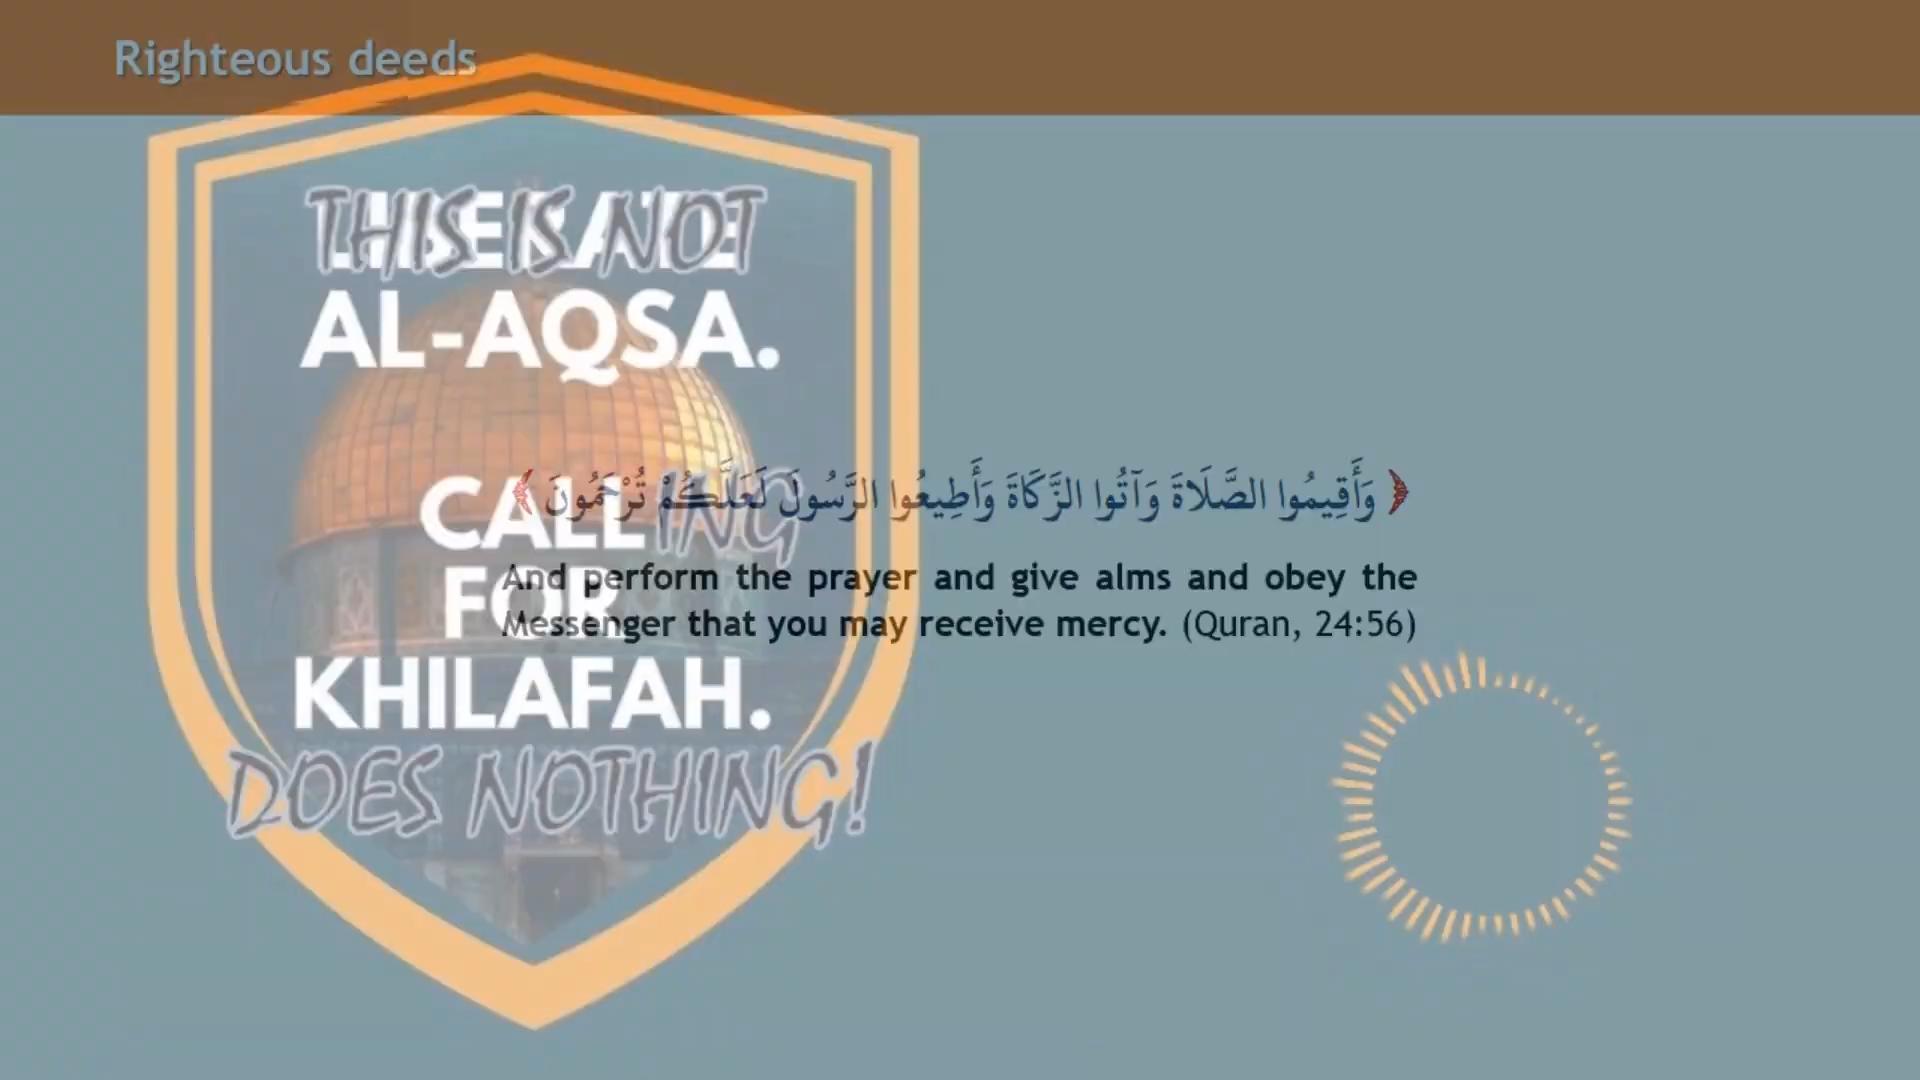 Righteous deeds
THIS IS NOT
LIBERATE
AL-AQSA.
CALLING
FOR
KHILAFAH.
DOES NOTHING!
﴿ وَأَقِيمُوا الصَّلَاةَ وَآتُوا الزَّكَاةَ وَأَطِيعُوا الرَّسُولَ لَعَلَّكُمْ تُرْحَمُونَ ﴾
And perform the prayer and give alms and obey the
Messenger that you may receive mercy. (Quran, 24:56)